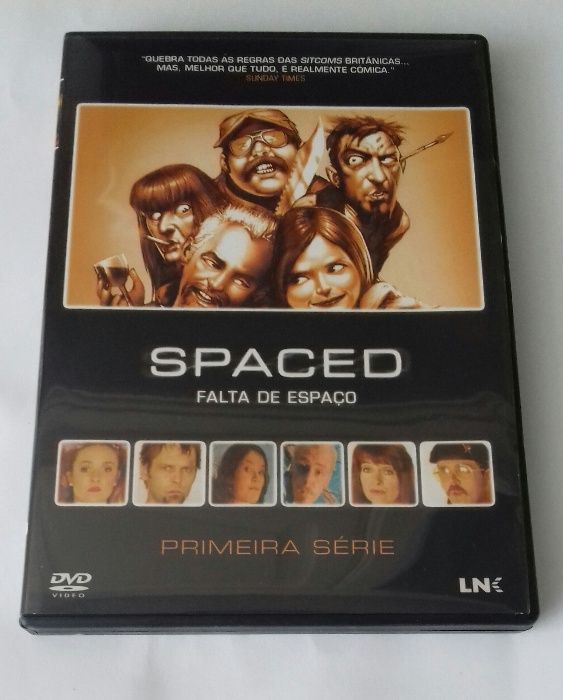 "QUEBRA TODAS AS REGRAS DAS SITCOMS BRITÂNICAS...
MAS, MELHOR QUE TUDO, E REALMENTE COMICA."
SUNDAY TIMES
SPACED
FALTA DE ESPAÇO
PRIMEIRA SÉRIE
DVD
VIDEO
LNK